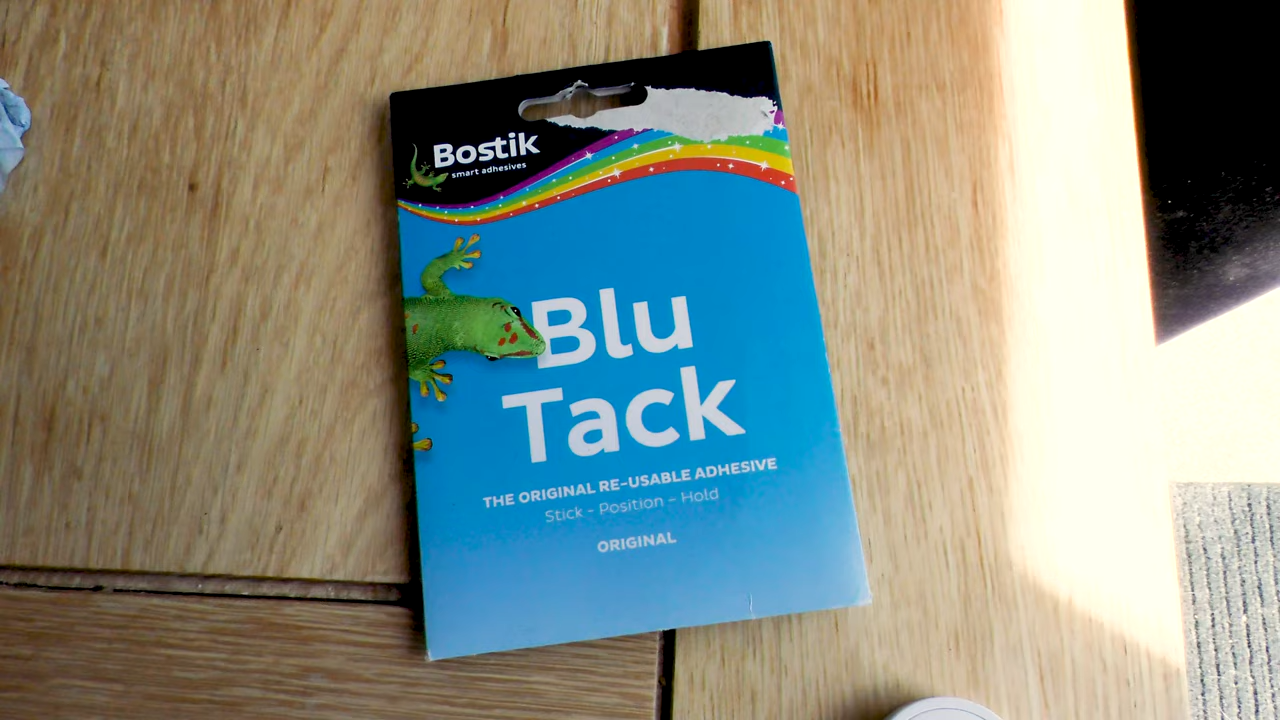 Bostik
smart adhesives
Blu
Tack
THE ORIGINAL RE-USABLE ADHESIVE
Stick - Position - Hold
ORIGINAL